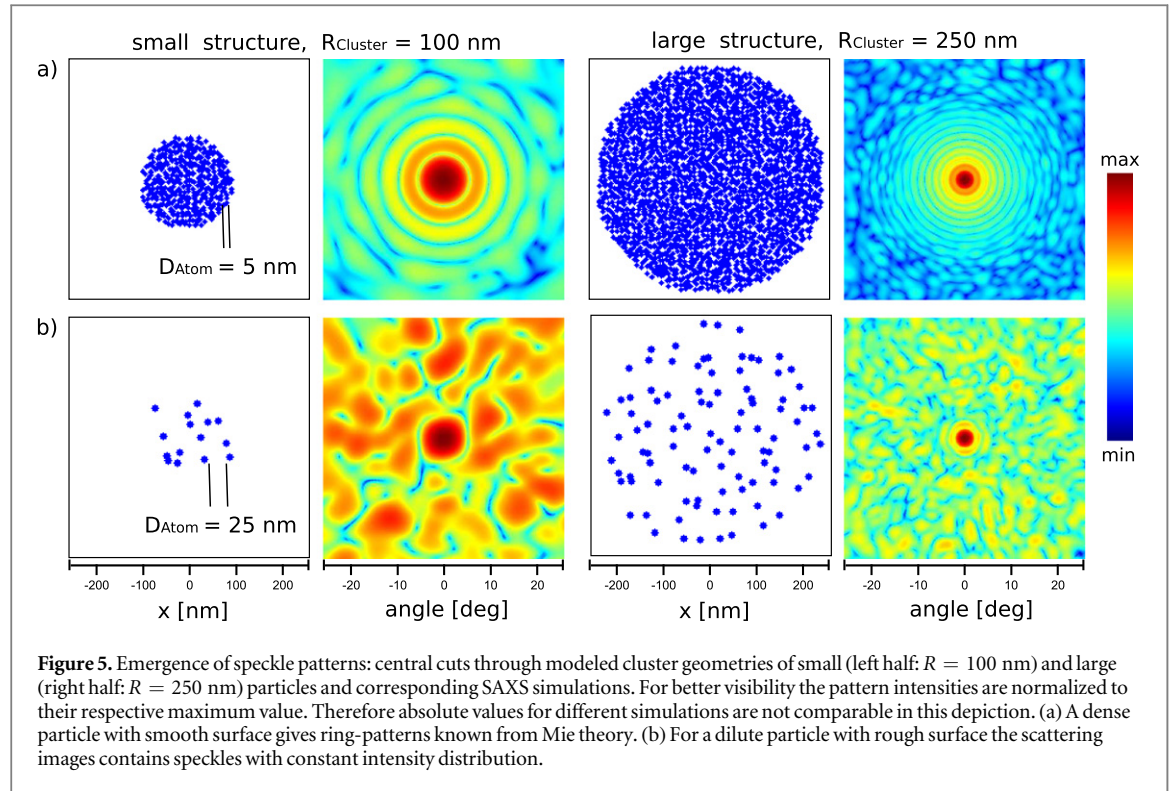 small structure, RCluster = 100 nm
large structure, RCluster = 250 nm
a)
DAtom = 5 nm
max
min
b)
DAtom = 25 nm
-200 -100 0 100 200
-20 -10 0 10 20
-200 -100 0 100 200
-20 -10 0 10 20
x [nm]
angle [deg]
x [nm]
angle [deg]
Figure 5. Emergence of speckle patterns: central cuts through modeled cluster geometries of small (left half: R = 100 nm) and large
(right half: R = 250 nm) particles and corresponding SAXS simulations. For better visibility the pattern intensities are normalized to
their respective maximum value. Therefore absolute values for different simulations are not comparable in this depiction. (a) A dense
particle with smooth surface gives ring-patterns known from Mie theory. (b) For a dilute particle with rough surface the scattering
images contains speckles with constant intensity distribution.